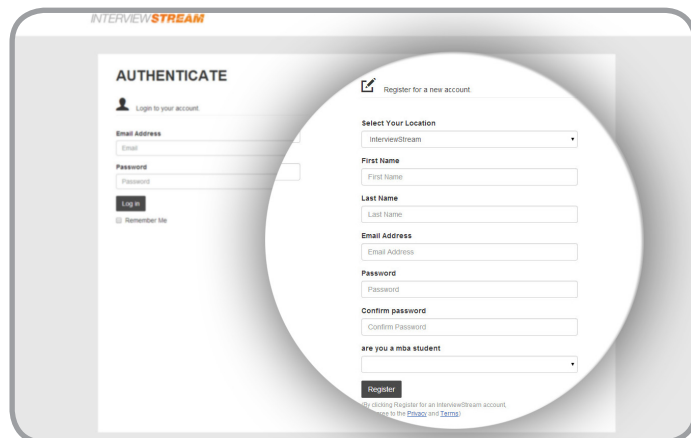 INTERVIEWSTREAM
AUTHENTICATE
Login to your account.
Email Address
Email
Password
Password
Log in
Remember Me
Register for a new account.
Select Your Location
InterviewStream
First Name
First Name
Last Name
Last Name
Email Address
Email Address
Password
Password
Confirm password
Confirm Password
are you a mba student
Register
(By clicking Register for an InterviewStream account,
to the Privacy and Terms)